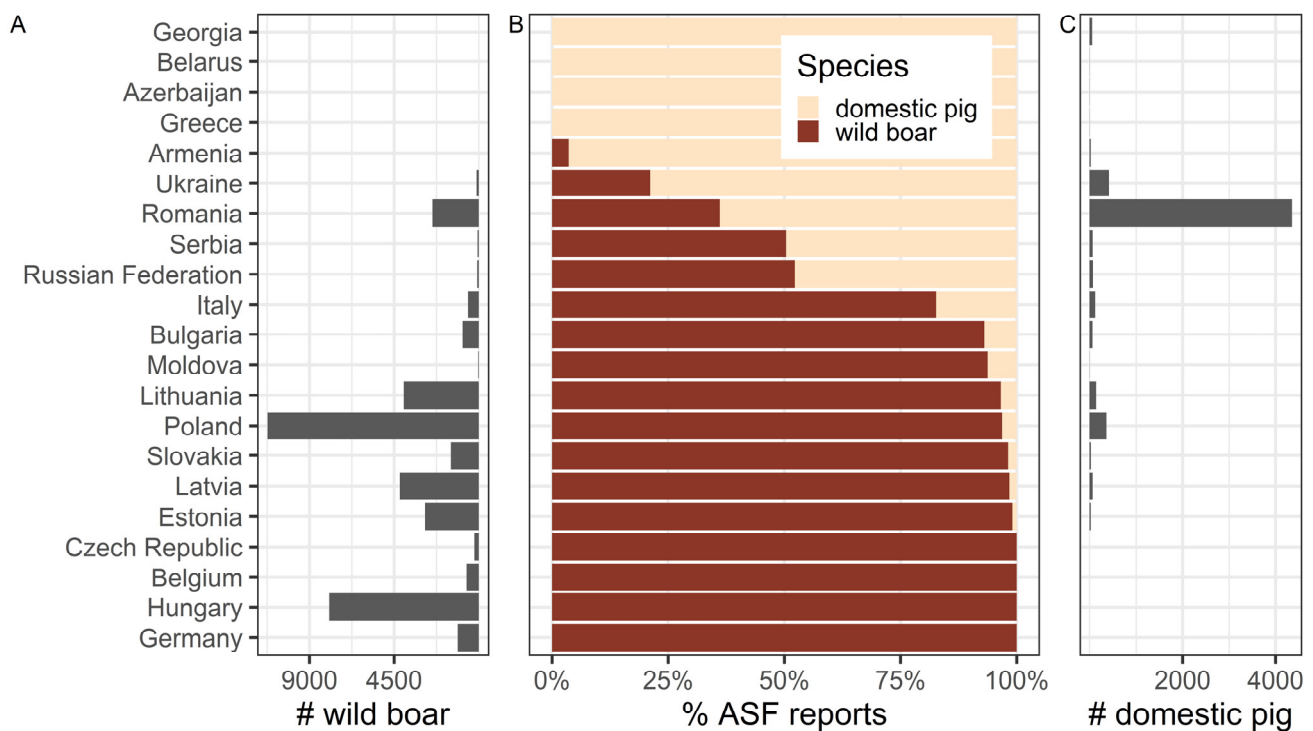 A
B
C
Georgia
Belarus
Azerbaijan
Greece
Armenia
Ukraine
Romania
Serbia
Russian Federation
Italy
Bulgaria
Moldova
Lithuania
Poland
Slovakia
Latvia
Estonia
Czech Republic
Belgium
Hungary
Germany
Species
domestic pig
wild boar
9000 4500
# wild boar
0% 25% 50% 75% 100%
% ASF reports
2000 4000
# domestic pig